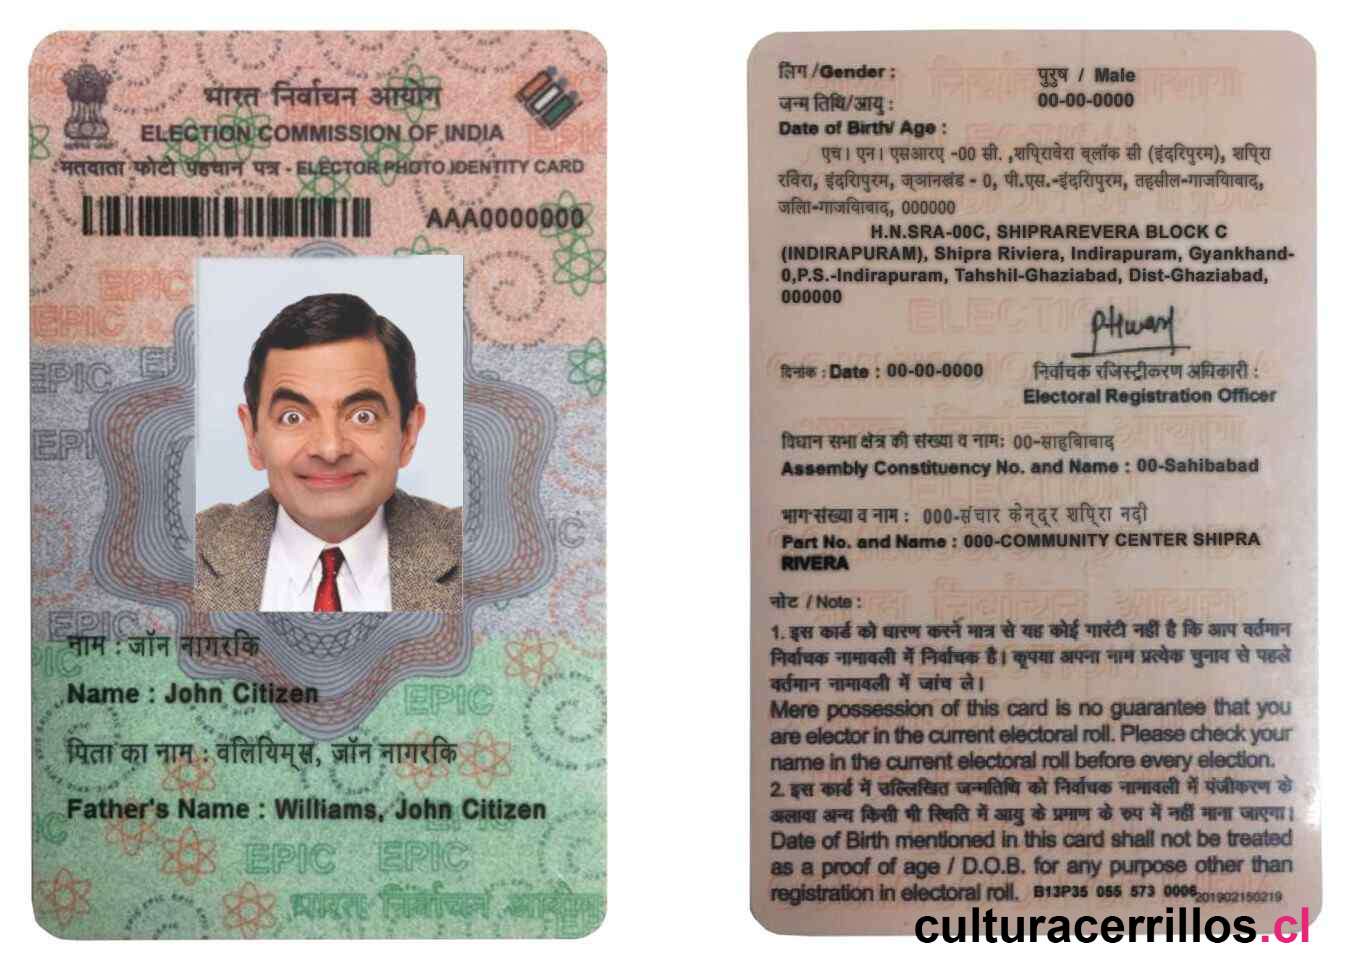 भारत निर्वाचन आयोग
ELECTION COMMISSION OF INDIA
मतदाता फोटो पहचान पत्र - ELECTOR PHOTO IDENTITY CARD
AAA0000000
EPIC
EPIC
EPIC
EPIC
नाम : जॉन नागरकि
Name : John Citizen
EPIC
पिता का नाम : वलियिम्स, जॉन नागरकि
Father's Name : Williams, John Citizen
EPIC EPIC
भारत निर्वाचन
लिंग /Gender : पुरुष / Male
जन्म तिथि/आयु : 00-00-0000
Date of Birth/ Age :
एच। एन। एसआरए -00 सी. ,शप्रिवेरा ब्लॉक सी (इंदरिपुरम), शप्रि
रविरा, इंदरिापुरम, ज्ञानखंड - 0, पी.एस.-इंदरिापुरम, तहसील-गाजयिाबाद,
जलिा-गाजयिाबाद, 000000
H.N.SRA-00C, SHIPRAREVERA BLOCK C
(INDIRAPURAM), Shipra Riviera, Indirapuram, Gyankhand-
0,P.S.-Indirapuram, Tahshil-Ghaziabad, Dist-Ghaziabad,
000000
दिनांक : Date : 00-00-0000 निर्वाचक रजिस्ट्रीकरण अधिकारी :
Electoral Registration Officer
विधान सभा क्षेत्र की संख्या व नाम: 00-साहबिाबाद
Assembly Constituency No. and Name : 00-Sahibabad
भाग संख्या व नाम : 000-संचार केन्द्र शप्रिा नदी
Part No. and Name : 000-COMMUNITY CENTER SHIPRA
RIVERA
नोट / Note :
1. इस कार्ड को धारण करने मात्र से यह कोई गारंटी नहीं है कि आप वर्तमान
निर्वाचक नामावली में निर्वाचक है। कृपया अपना नाम प्रत्येक चुनाव से पहले
वर्तमान नामावली में जांच ले।
Mere possession of this card is no guarantee that you
are elector in the current electoral roll. Please check your
name in the current electoral roll before every election.
2. इस कार्ड में उल्लिखित जन्मतिथि को निर्वाचक नामावली में पंजीकरण के
अलावा अन्य किसी भी स्थिति में आयु के प्रमाण के रुप में नहीं माना जाएगा।
Date of Birth mentioned in this card shall not be treated
as a proof of age / D.O.B. for any purpose other than
registration in electoral roll. B13P35 055 573 0006 201902150219
culturacerrillos.cl